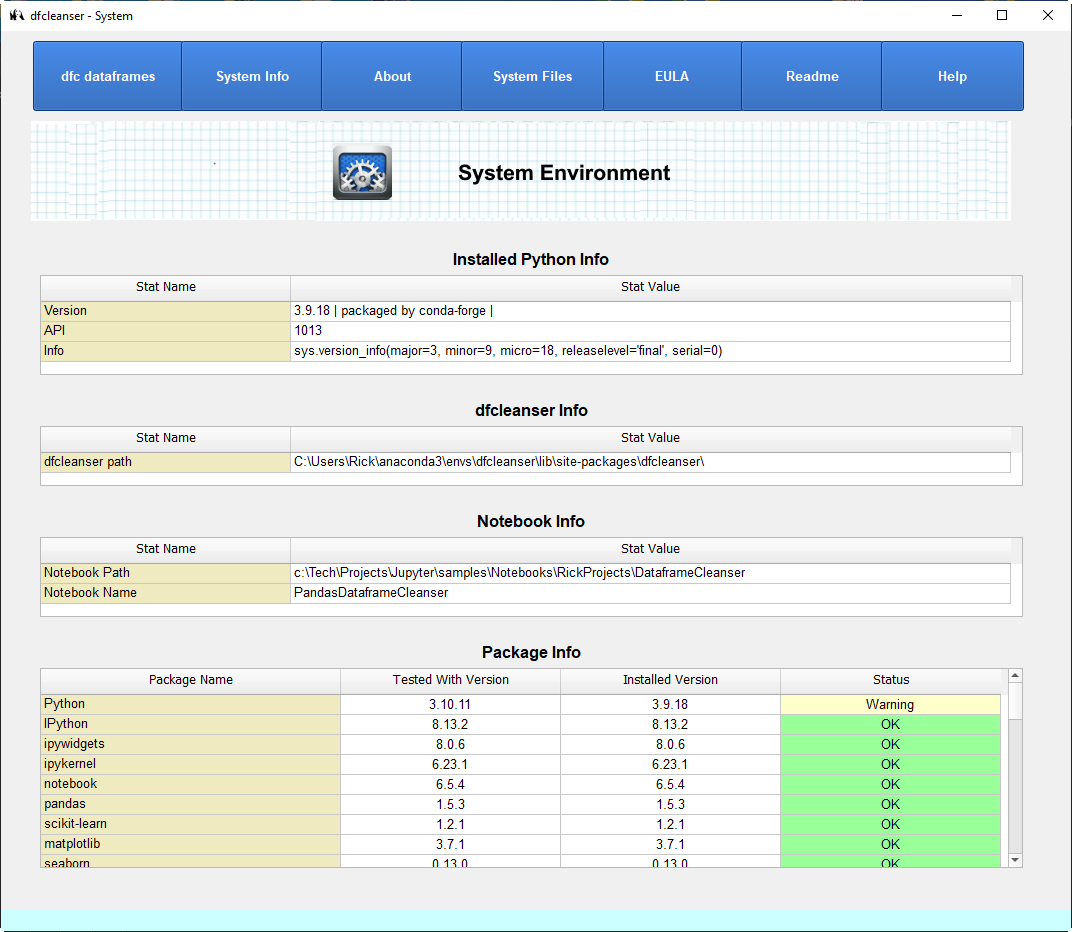 dfcleanser - System
dfc dataframes System Info About System Files EULA Readme Help
System Environment
Installed Python Info
Stat Name Stat Value
Version 3.9.18 | packaged by conda-forge |
API 1013
Info sys.version_info(major=3, minor=9, micro=18, releaselevel='final', serial=0)
dfcleanser Info
Stat Name Stat Value
dfcleanser path C:\Users\Rick\anaconda3\envs\dfcleanser\lib\site-packages\dfcleanser\
Notebook Info
Stat Name Stat Value
Notebook Path c:\Tech\Projects\Jupyter\samples\Notebooks\RickProjects\DataframeCleanser
Notebook Name PandasDataframeCleanser
Package Info
Package Name Tested With Version Installed Version Status
Python 3.10.11 3.9.18 Warning
IPython 8.13.2 8.13.2 OK
ipywidgets 8.0.6 8.0.6 OK
ipykernel 6.23.1 6.23.1 OK
notebook 6.5.4 6.5.4 OK
pandas 1.5.3 1.5.3 OK
scikit-learn 1.2.1 1.2.1 OK
matplotlib 3.7.1 3.7.1 OK
seaborn 0.13.0 0.13.0 OK